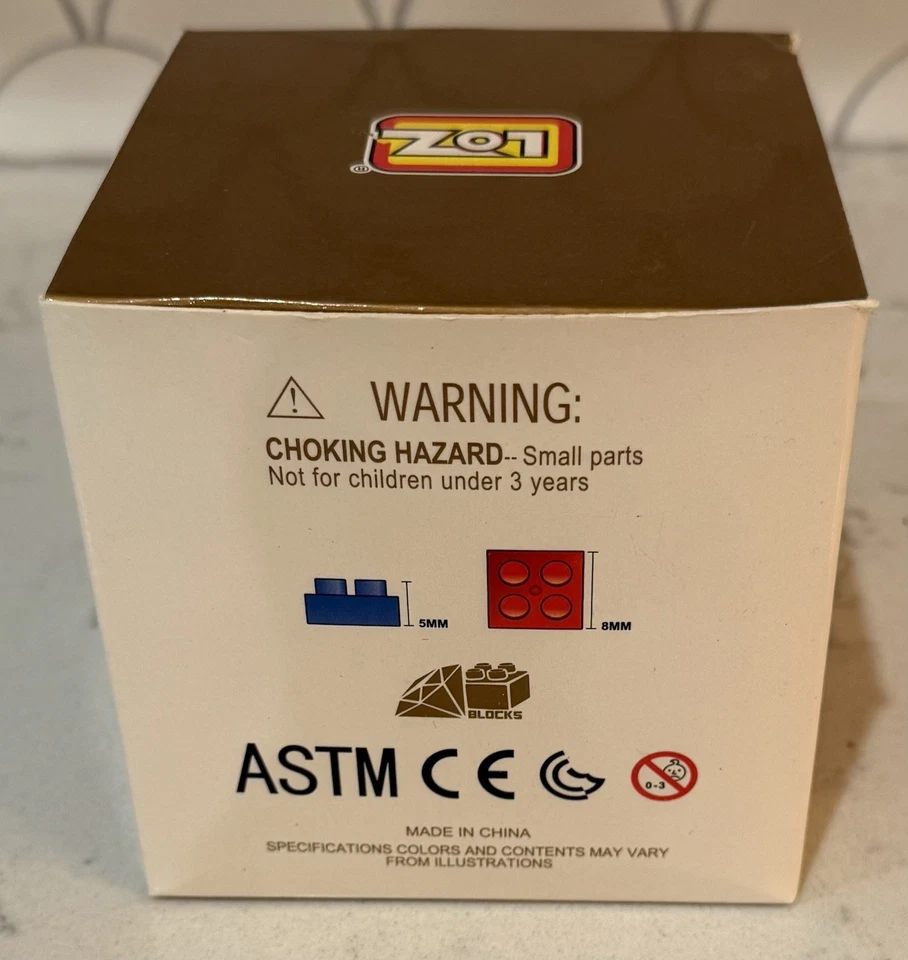 LOZ
®
WARNING:
CHOKING HAZARD-- Small parts
Not for children under 3 years
5MM
8MM
BLOCKS
ASTM CE
0-3
MADE IN CHINA
SPECIFICATIONS COLORS AND CONTENTS MAY VARY
FROM ILLUSTRATIONS